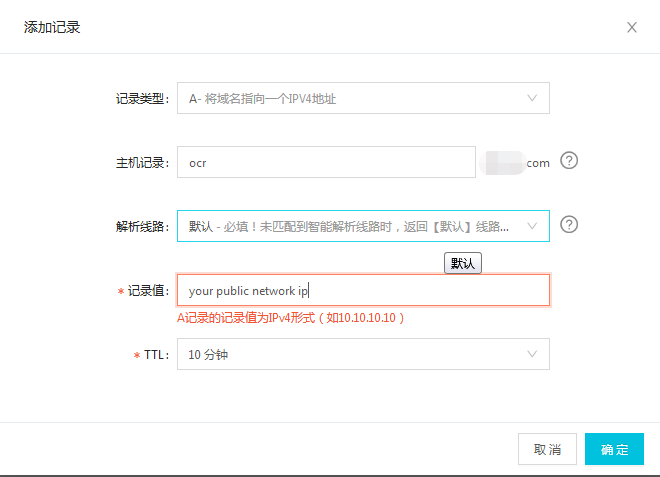 添加记录
记录类型： A- 将域名指向一个IPV4地址
主机记录： ocr com
解析线路： 默认 - 必填！未匹配到智能解析线路时，返回【默认】线路...
默认
* 记录值： your public network ip
A记录的记录值为IPv4形式（如10.10.10.10）
* TTL： 10 分钟
取消 确定